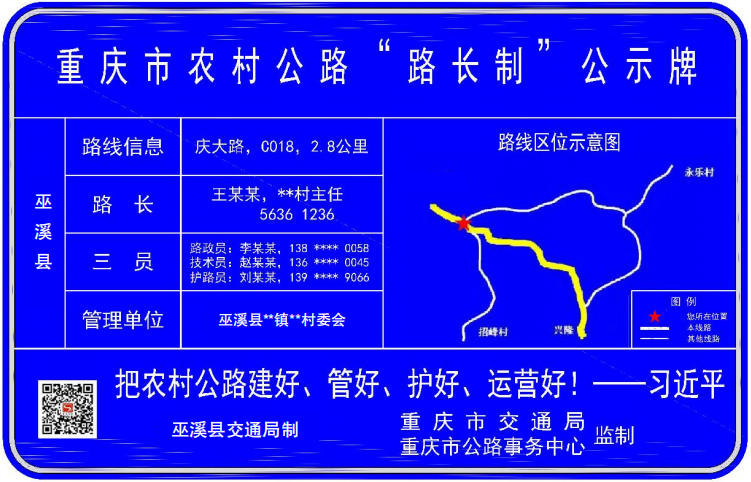 重庆市农村公路“路长制”公示牌
巫溪县
路线信息
庆大路，C018，2.8公里
路 长
王某某，**村主任
5636 1236
三 员
路政员：李某某，138 **** 0058
技术员：赵某某，136 **** 0045
护路员：刘某某，139 **** 9066
管理单位
巫溪县**镇**村委会
路线区位示意图
永乐村
招峰村
兴隆
图 例
您所在位置
本线路
其他线路
把农村公路建好、管好、护好、运营好！——习近平
巫溪县交通局制
重庆市交通局
重庆市公路事务中心
监制